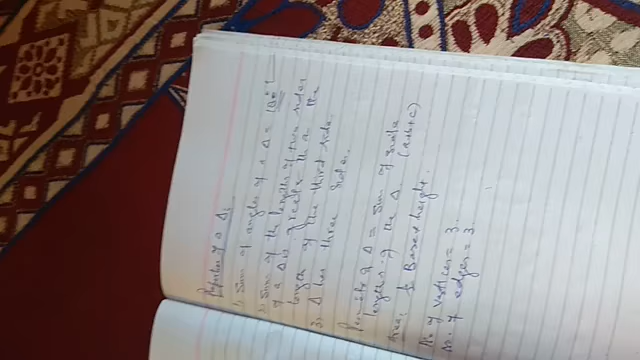 Properties of a Δ:
1) Sum of angles of a Δ = 180°
2) Sum of the lengths of two sides
of a Δ is greater than the
length of the third side.
3) Δ has three sides.
Perimeter of Δ = Sum of side
lengths of the Δ. (a+b+c)
Area: ½ Base x height.
No. of vertices = 3.
No. of edges = 3.